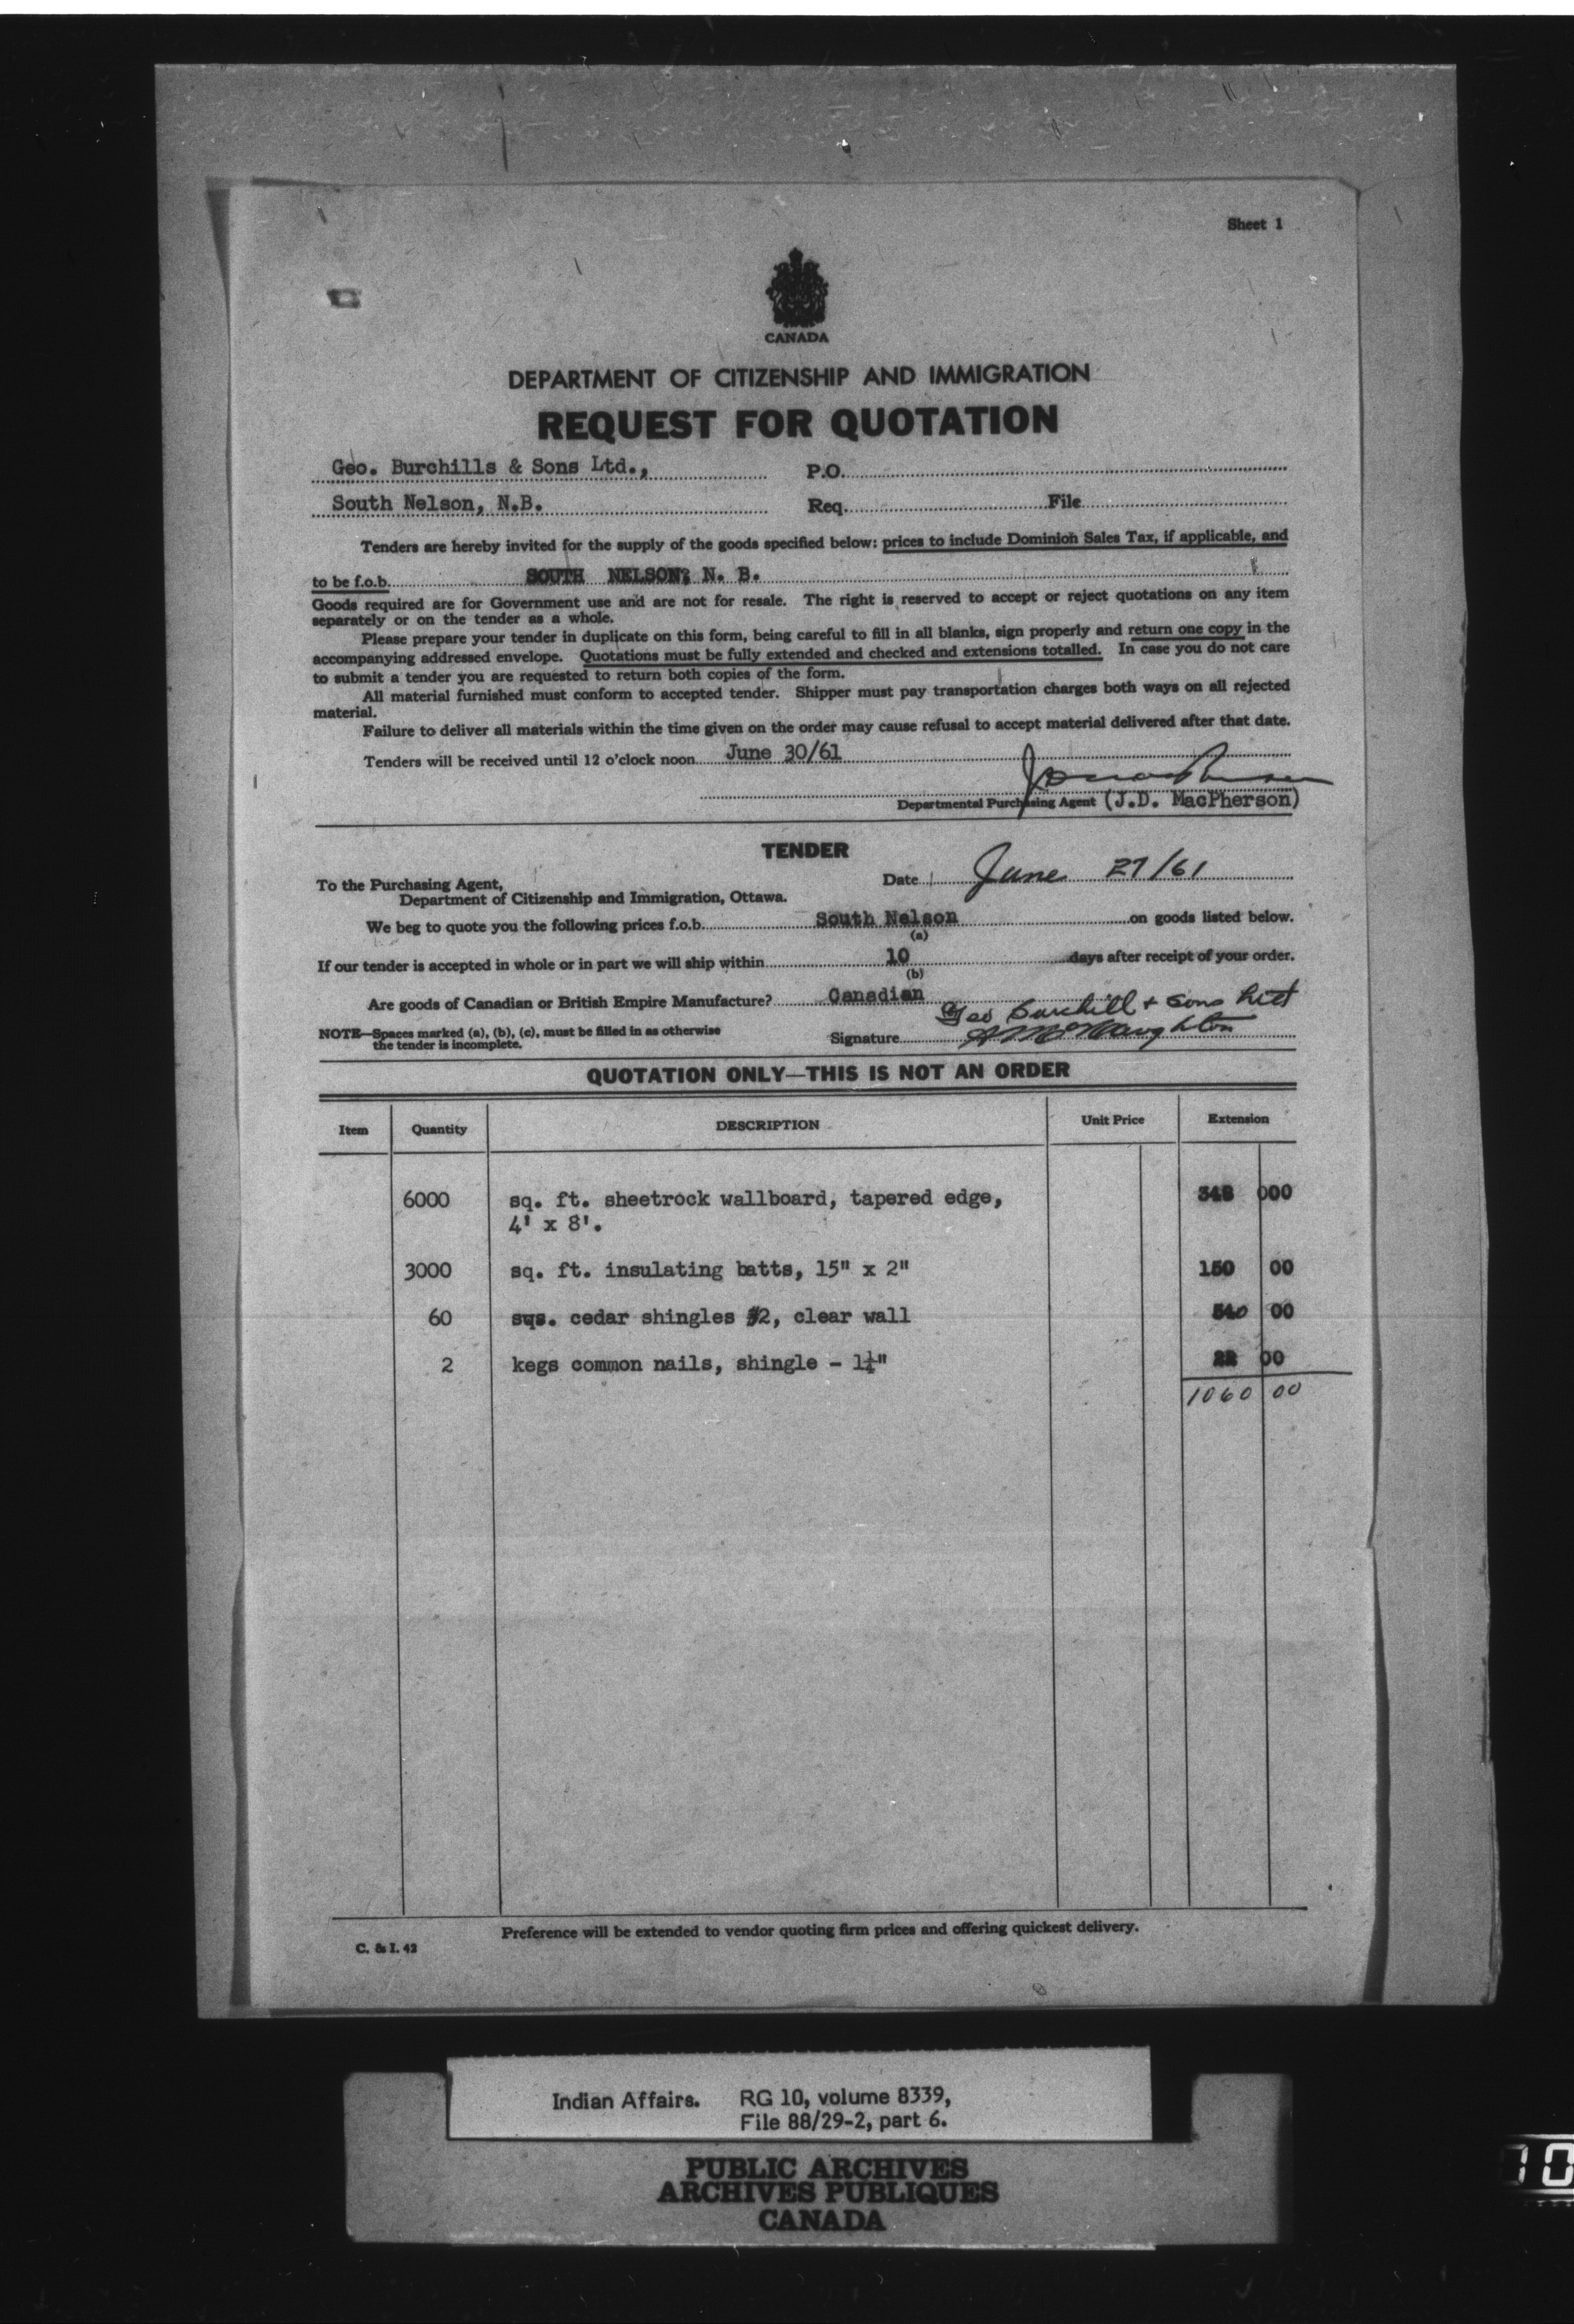 Sheet 1
CANADA
DEPARTMENT OF CITIZENSHIP AND IMMIGRATION
REQUEST FOR QUOTATION
Geo. Burchills & Sons Ltd., P.O.
South Nelson, N.B. Req. File
Tenders are hereby invited for the supply of the goods specified below: prices to include Dominion Sales Tax, if applicable, and
to be f.o.b. SOUTH NELSON, N. B.
Goods required are for Government use and are not for resale. The right is reserved to accept or reject quotations on any item
separately or on the tender as a whole.
Please prepare your tender in duplicate on this form, being careful to fill in all blanks, sign properly and return one copy in the
accompanying addressed envelope. Quotations must be fully extended and checked and extensions totalled. In case you do not care
to submit a tender you are requested to return both copies of the form.
All material furnished must conform to accepted tender. Shipper must pay transportation charges both ways on all rejected
material.
Failure to deliver all materials within the time given on the order may cause refusal to accept material delivered after that date.
Tenders will be received until 12 o'clock noon June 30/61
Departmental Purchasing Agent (J.D. MacPherson)
TENDER
Date June 27/61
To the Purchasing Agent,
Department of Citizenship and Immigration, Ottawa.
We beg to quote you the following prices f.o.b. South Nelson on goods listed below.
(a)
If our tender is accepted in whole or in part we will ship within 10 days after receipt of your order.
(b)
Are goods of Canadian or British Empire Manufacture? Canadian
Geo Burchill + Sons Ltd
NOTE—Spaces marked (a), (b), (c), must be filled in as otherwise
the tender is incomplete.
Signature A McNaughton
QUOTATION ONLY—THIS IS NOT AN ORDER
Item Quantity DESCRIPTION Unit Price Extension
6000 sq. ft. sheetrock wallboard, tapered edge, 348 000
4' x 8'.
3000 sq. ft. insulating batts, 15" x 2" 150 00
60 sqs. cedar shingles #2, clear wall 540 00
2 kegs common nails, shingle - 1¼" 22 00
1060 00
Preference will be extended to vendor quoting firm prices and offering quickest delivery.
C. & I. 42
Indian Affairs. RG 10, volume 8339,
File 88/29-2, part 6.
PUBLIC ARCHIVES
ARCHIVES PUBLIQUES
CANADA